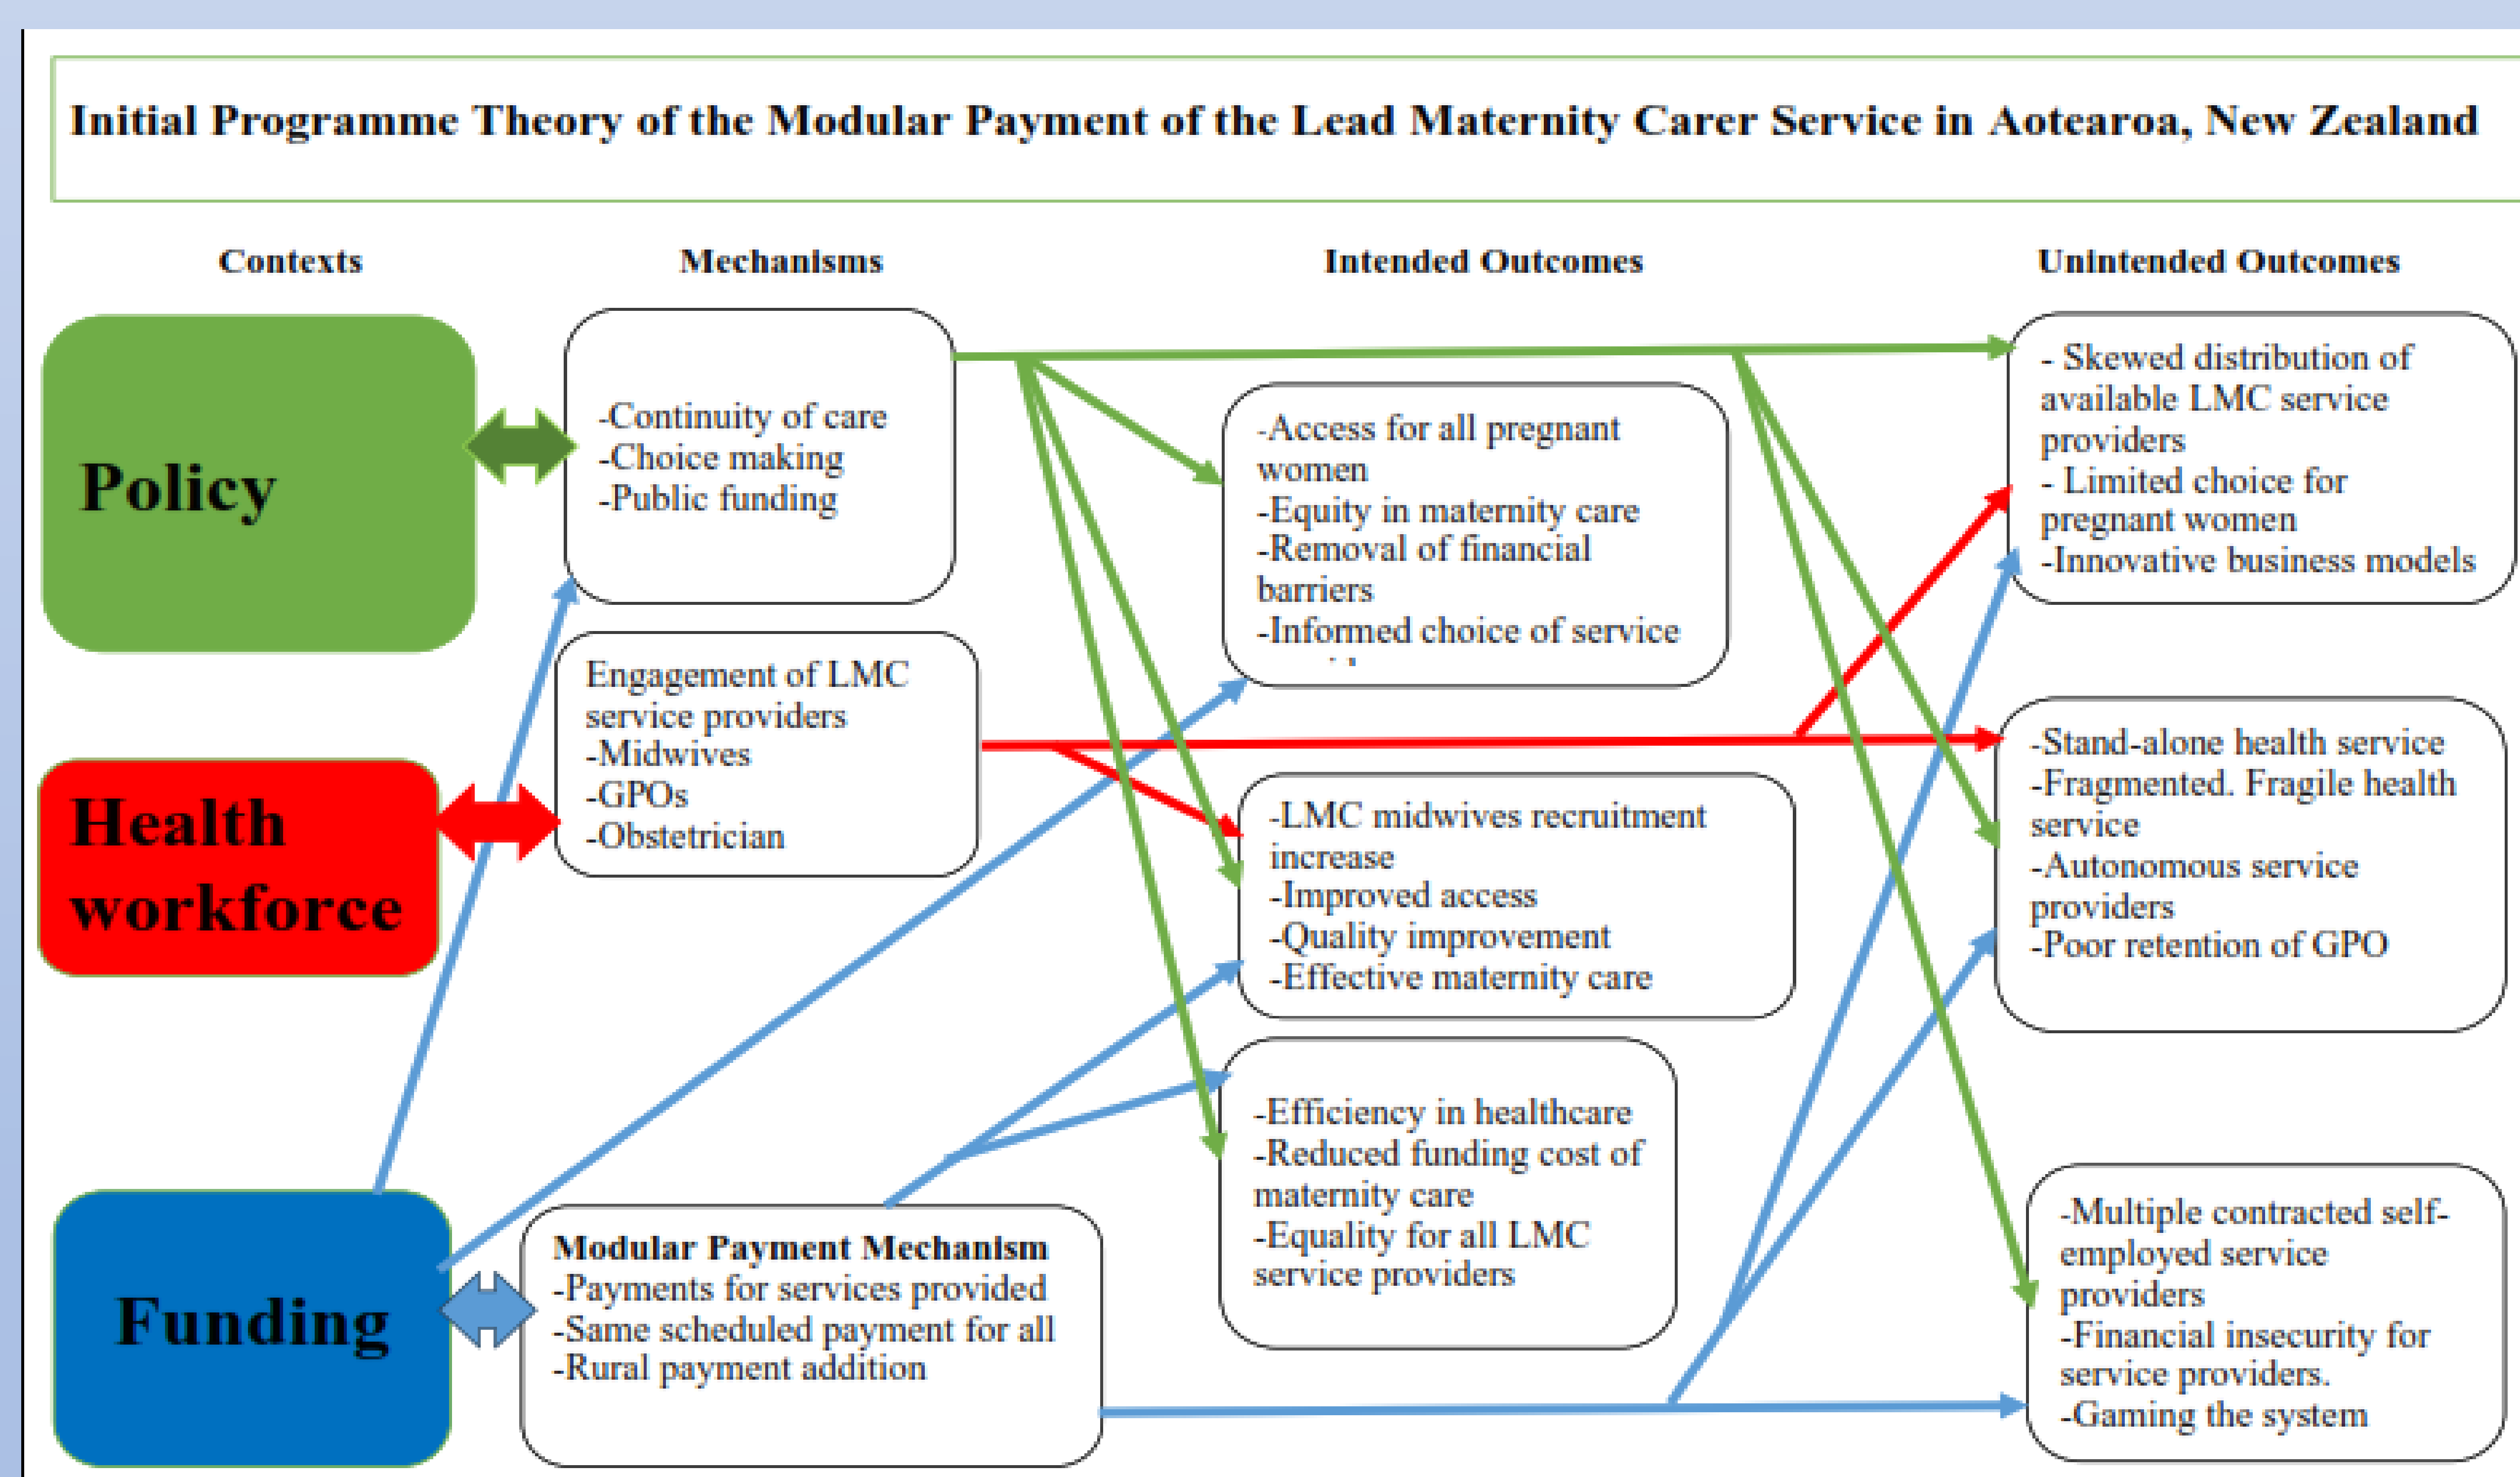 Initial Programme Theory of the Modular Payment of the Lead Maternity Carer Service in Aotearoa, New Zealand
Contexts
Mechanisms
Intended Outcomes
Unintended Outcomes
Policy
-Continuity of care
-Choice making
-Public funding
-Access for all pregnant
women
-Equity in maternity care
-Removal of financial
barriers
-Informed choice of service
- Skewed distribution of
available LMC service
providers
- Limited choice for
pregnant women
-Innovative business models
Health
workforce
Engagement of LMC
service providers
-Midwives
-GPOs
-Obstetrician
-LMC midwives recruitment
increase
-Improved access
-Quality improvement
-Effective maternity care
-Stand-alone health service
-Fragmented. Fragile health
service
-Autonomous service
providers
-Poor retention of GPO
Funding
Modular Payment Mechanism
-Payments for services provided
-Same scheduled payment for all
-Rural payment addition
-Efficiency in healthcare
-Reduced funding cost of
maternity care
-Equality for all LMC
service providers
-Multiple contracted self-
employed service
providers
-Financial insecurity for
service providers.
-Gaming the system